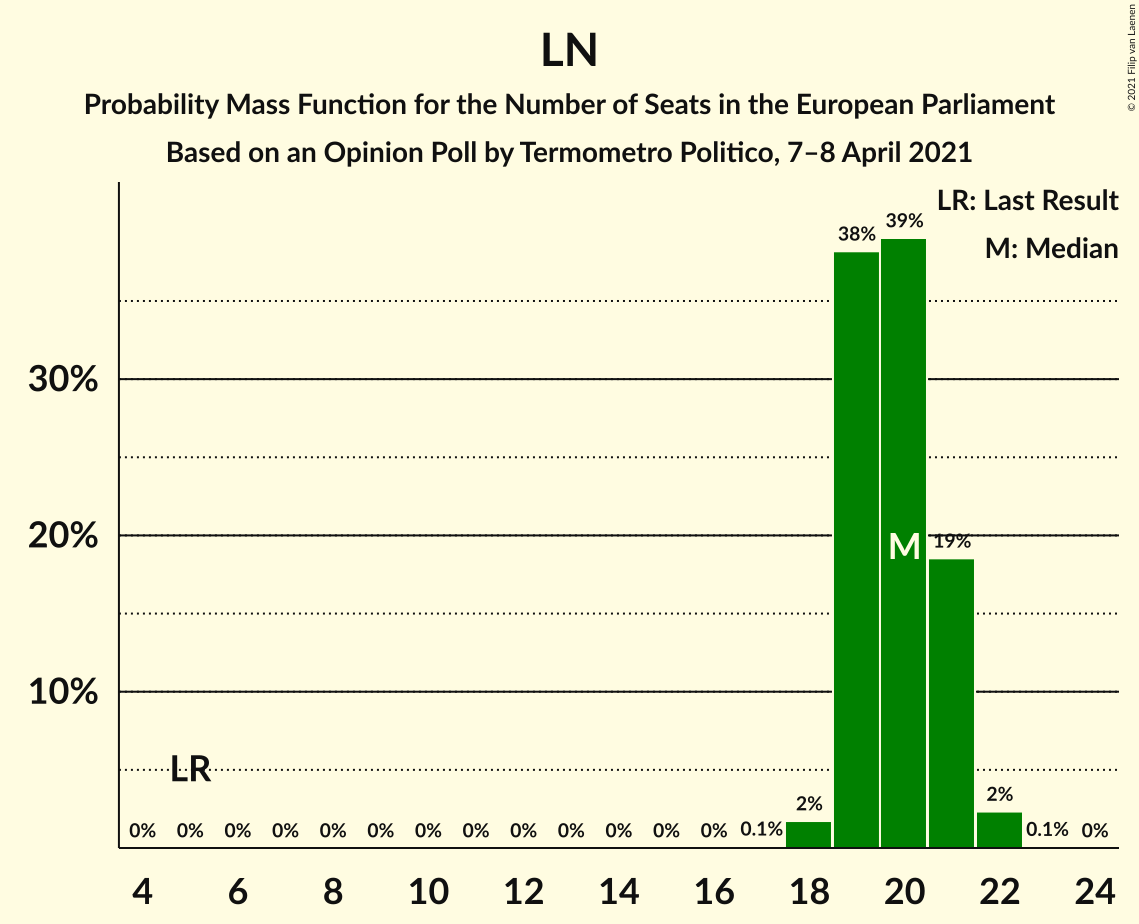 LN
Probability Mass Function for the Number of Seats in the European Parliament
Based on an Opinion Poll by Termometro Politico, 7–8 April 2021
© 2021 Filip van Laenen
LR: Last Result
M: Median
38% 39%
30%
20%
M 19%
10%
LR
0% 0% 0% 0% 0% 0% 0% 0% 0% 0% 0% 0% 0% 0.1% 2% 2% 0.1% 0%
4 6 8 10 12 14 16 18 20 22 24